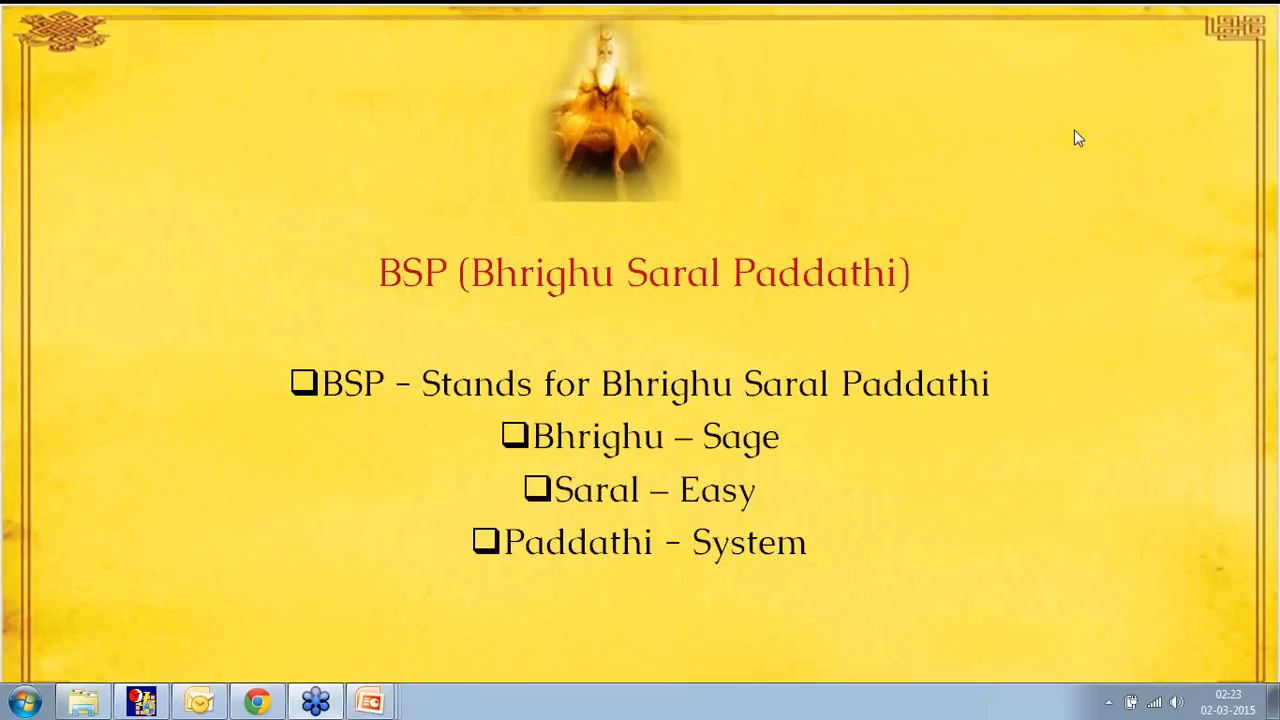 BSP (Bhrighu Saral Paddathi)
❑BSP - Stands for Bhrighu Saral Paddathi
❑Bhrighu – Sage
❑Saral – Easy
❑Paddathi - System
02:23
02-03-2015